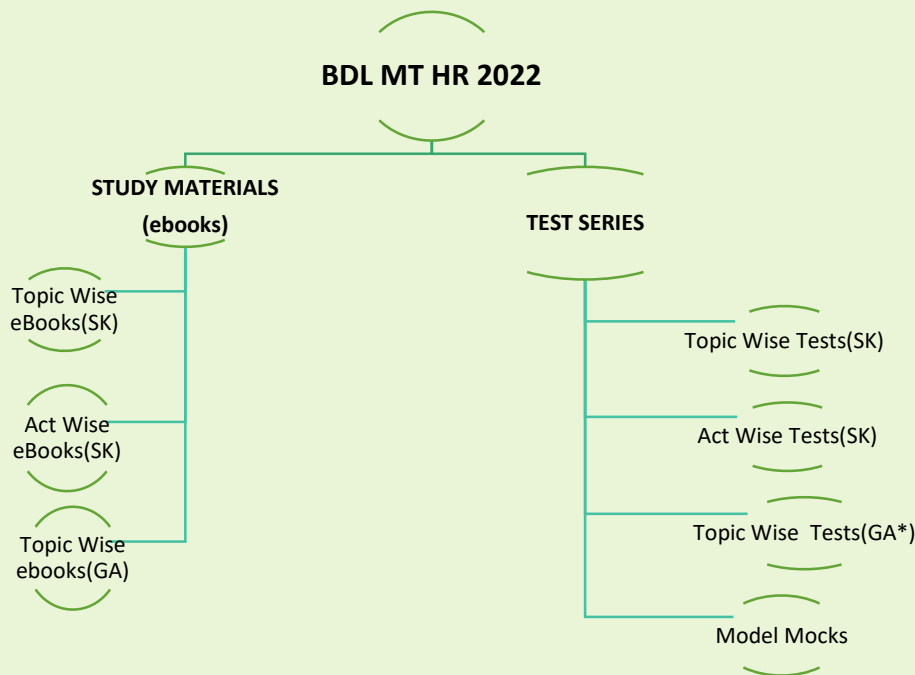 BDL MT HR 2022
STUDY MATERIALS
(ebooks)
Topic Wise
eBooks(SK)
Act Wise
eBooks(SK)
Topic Wise
ebooks(GA)
TEST SERIES
Topic Wise Tests(SK)
Act Wise Tests(SK)
Topic Wise  Tests(GA*)
Model Mocks